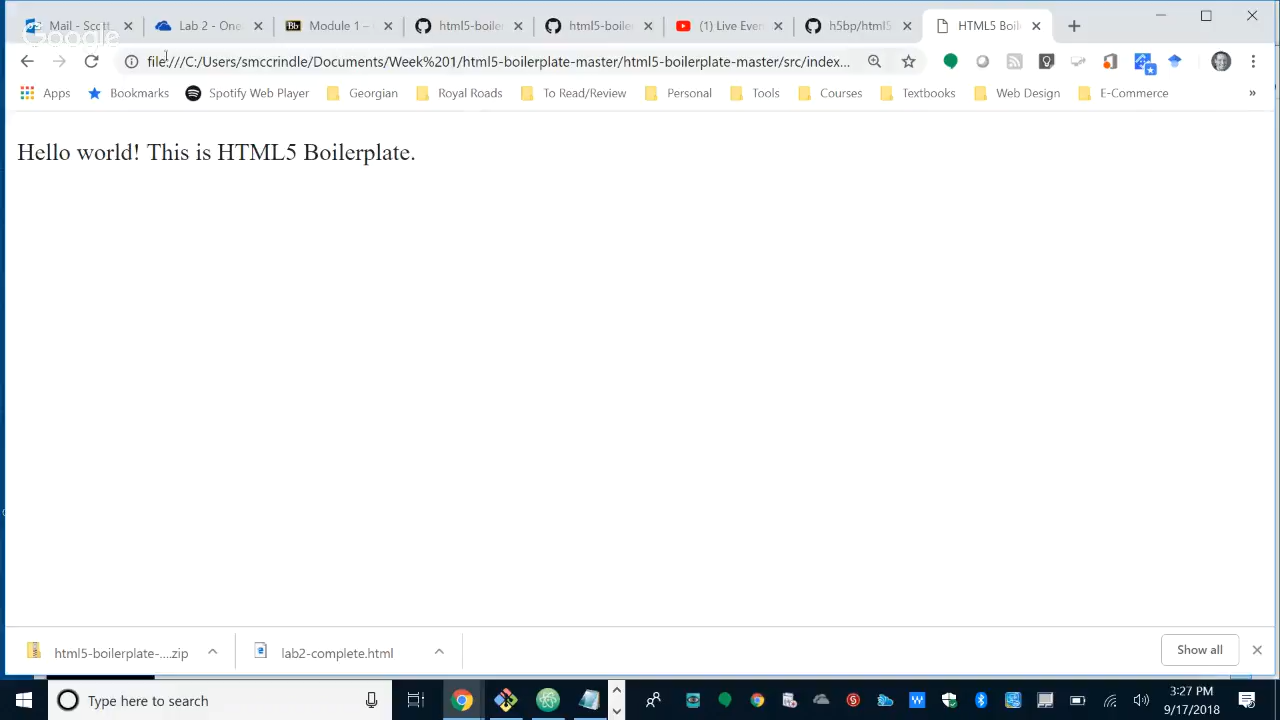 Mail - Scott
Lab 2 - One
Module 1 –
html5-boiler
html5-boiler
(1) Live Even
h5bp/html5
HTML5 Boil
Google
file:///C:/Users/smccrindle/Documents/Week%201/html5-boilerplate-master/html5-boilerplate-master/src/index...
Apps
Bookmarks
Spotify Web Player
Georgian
Royal Roads
To Read/Review
Personal
Tools
Courses
Textbooks
Web Design
E-Commerce
»
Hello world! This is HTML5 Boilerplate.
html5-boilerplate-....zip
lab2-complete.html
Show all
Type here to search
3:27 PM
9/17/2018